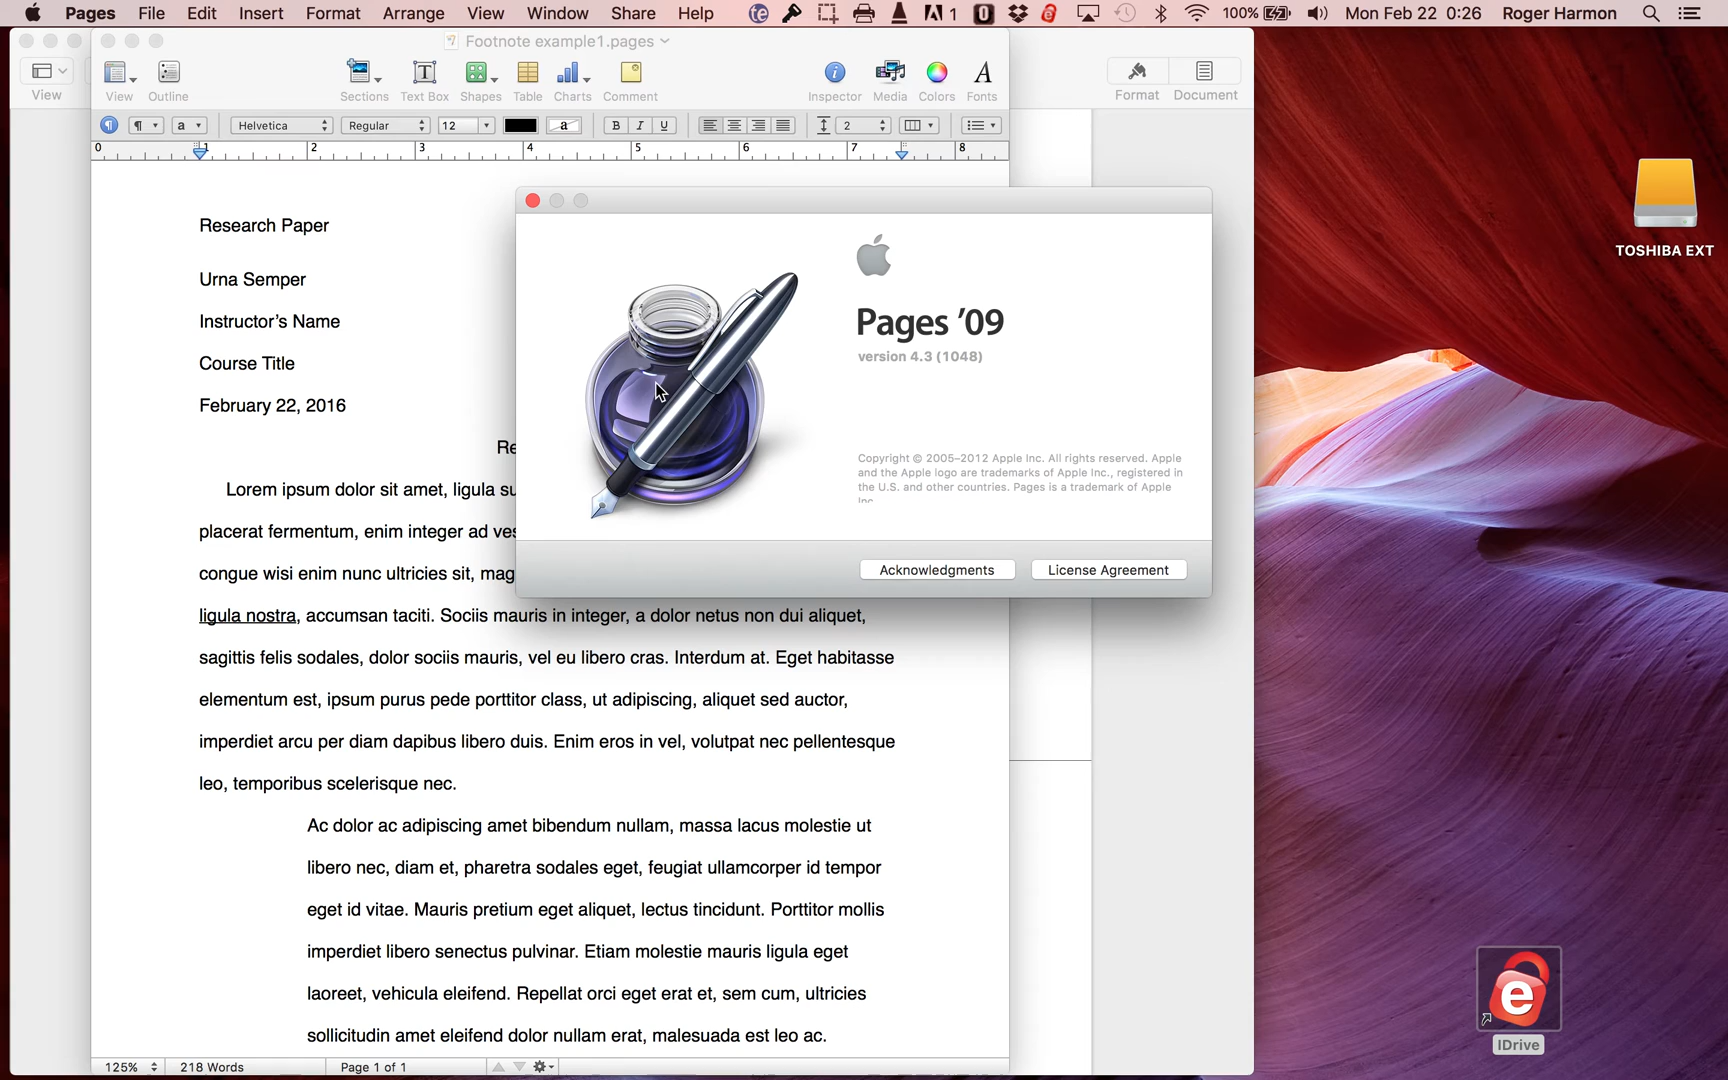 Pages File Edit Insert Format Arrange View Window Share Help 1 100% Mon Feb 22 0:26 Roger Harmon
Footnote example1.pages
View
View Outline Sections Text Box Shapes Table Charts Comment Inspector Media Colors Fonts
Format Document
a Helvetica Regular 12 a B I U 2
0 1 2 3 4 5 6 7 8
TOSHIBA EXT
Research Paper
Urna Semper
Instructor’s Name
Course Title
February 22, 2016
Re
Lorem ipsum dolor sit amet, ligula su
placerat fermentum, enim integer ad ves
congue wisi enim nunc ultricies sit, mag
ligula nostra, accumsan taciti. Sociis mauris in integer, a dolor netus non dui aliquet,
sagittis felis sodales, dolor sociis mauris, vel eu libero cras. Interdum at. Eget habitasse
elementum est, ipsum purus pede porttitor class, ut adipiscing, aliquet sed auctor,
imperdiet arcu per diam dapibus libero duis. Enim eros in vel, volutpat nec pellentesque
leo, temporibus scelerisque nec.
Ac dolor ac adipiscing amet bibendum nullam, massa lacus molestie ut
libero nec, diam et, pharetra sodales eget, feugiat ullamcorper id tempor
eget id vitae. Mauris pretium eget aliquet, lectus tincidunt. Porttitor mollis
imperdiet libero senectus pulvinar. Etiam molestie mauris ligula eget
laoreet, vehicula eleifend. Repellat orci eget erat et, sem cum, ultricies
sollicitudin amet eleifend dolor nullam erat, malesuada est leo ac.
Pages ’09
version 4.3 (1048)
Copyright © 2005–2012 Apple Inc. All rights reserved. Apple
and the Apple logo are trademarks of Apple Inc., registered in
the U.S. and other countries. Pages is a trademark of Apple
Inc.
Acknowledgments License Agreement
125% 218 Words Page 1 of 1
e
IDrive